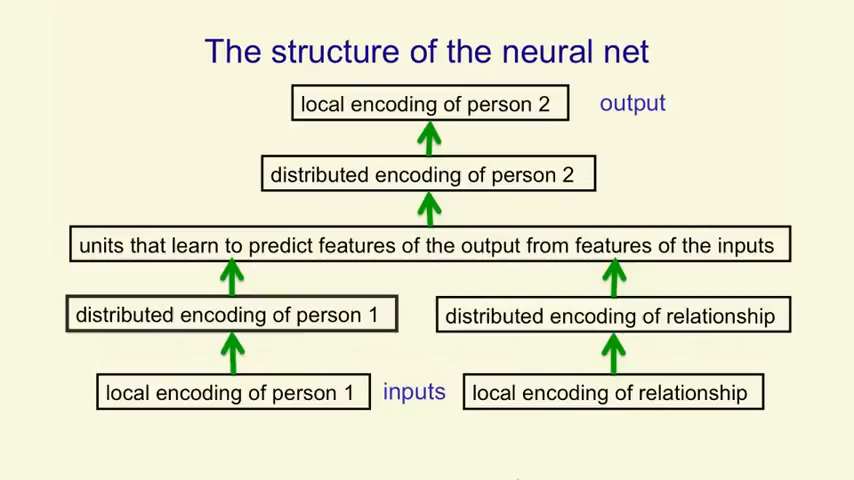 The structure of the neural net
local encoding of person 2
output
distributed encoding of person 2
units that learn to predict features of the output from features of the inputs
distributed encoding of person 1
distributed encoding of relationship
local encoding of person 1
inputs
local encoding of relationship